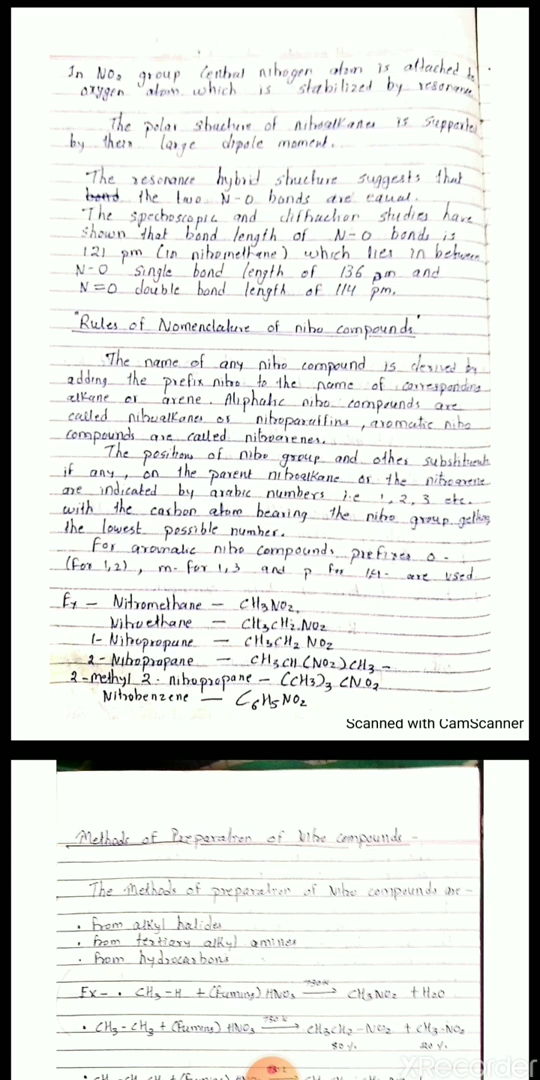 In NO2 group Central nitrogen atom is attached to
oxygen atom which is stabilized by resonance
The polar structure of nitroalkanes is supported
by their large dipole moment.
The resonance hybrid structure suggests that
bond the two N-O bonds are equal.
The spectroscopic and diffraction studies have
shown that bond length of N-O bonds is
121 pm (in nitromethane) which lies in between
N-O single bond length of 136 pm and
N=O double bond length of 114 pm.
"Rules of Nomenclature of nitro compounds"
The name of any nitro compound is derived by
adding the prefix nitro to the name of corresponding
alkane or arene. Aliphatic nitro compounds are
called nitroalkanes or nitroparaffins, aromatic nitro
compounds are called nitroarenes.
The position of nitro group and other substituents
if any, on the parent nitroalkane or the nitroarene
are indicated by arabic numbers i.e 1, 2, 3 etc.
with the carbon atom bearing the nitro group getting
the lowest possible number.
For aromatic nitro compounds prefixes o-
(for 1,2), m- for 1,3 and p for 1,4- are used
Ex - Nitromethane - CH3NO2,
Nitroethane - CH3CH2.NO2
1- Nitropropane - CH3CH2 NO2
2- Nitropropane - CH3CH.(NO2)CH3 -
2-methyl 2- nitropropane - (CH3)3 CNO2
Nitrobenzene - C6H5NO2
Scanned with CamScanner
Methods of Preparation of Nitro compounds -
The Methods of preparation of Nitro compounds are -
• from alkyl halides
• from tertiary alkyl amines
• from hydrocarbons
Ex- • CH3-H + (Fuming) HNO3 → CH3NO2 + H2O
• CH3-CH3 + (Fuming) HNO3 → CH3CH2-NO2 + CH3-NO2
80 %. 20 %.
XRecorder